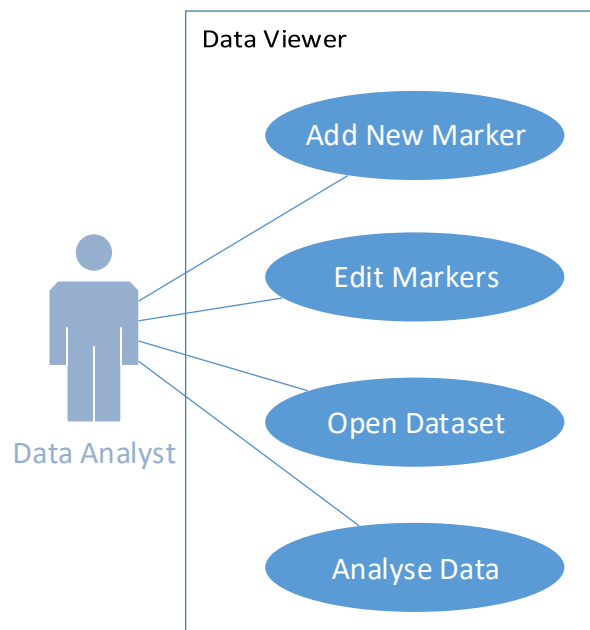 Data Viewer
Add New Marker
Edit Markers
Open Dataset
Data Analyst
Analyse Data